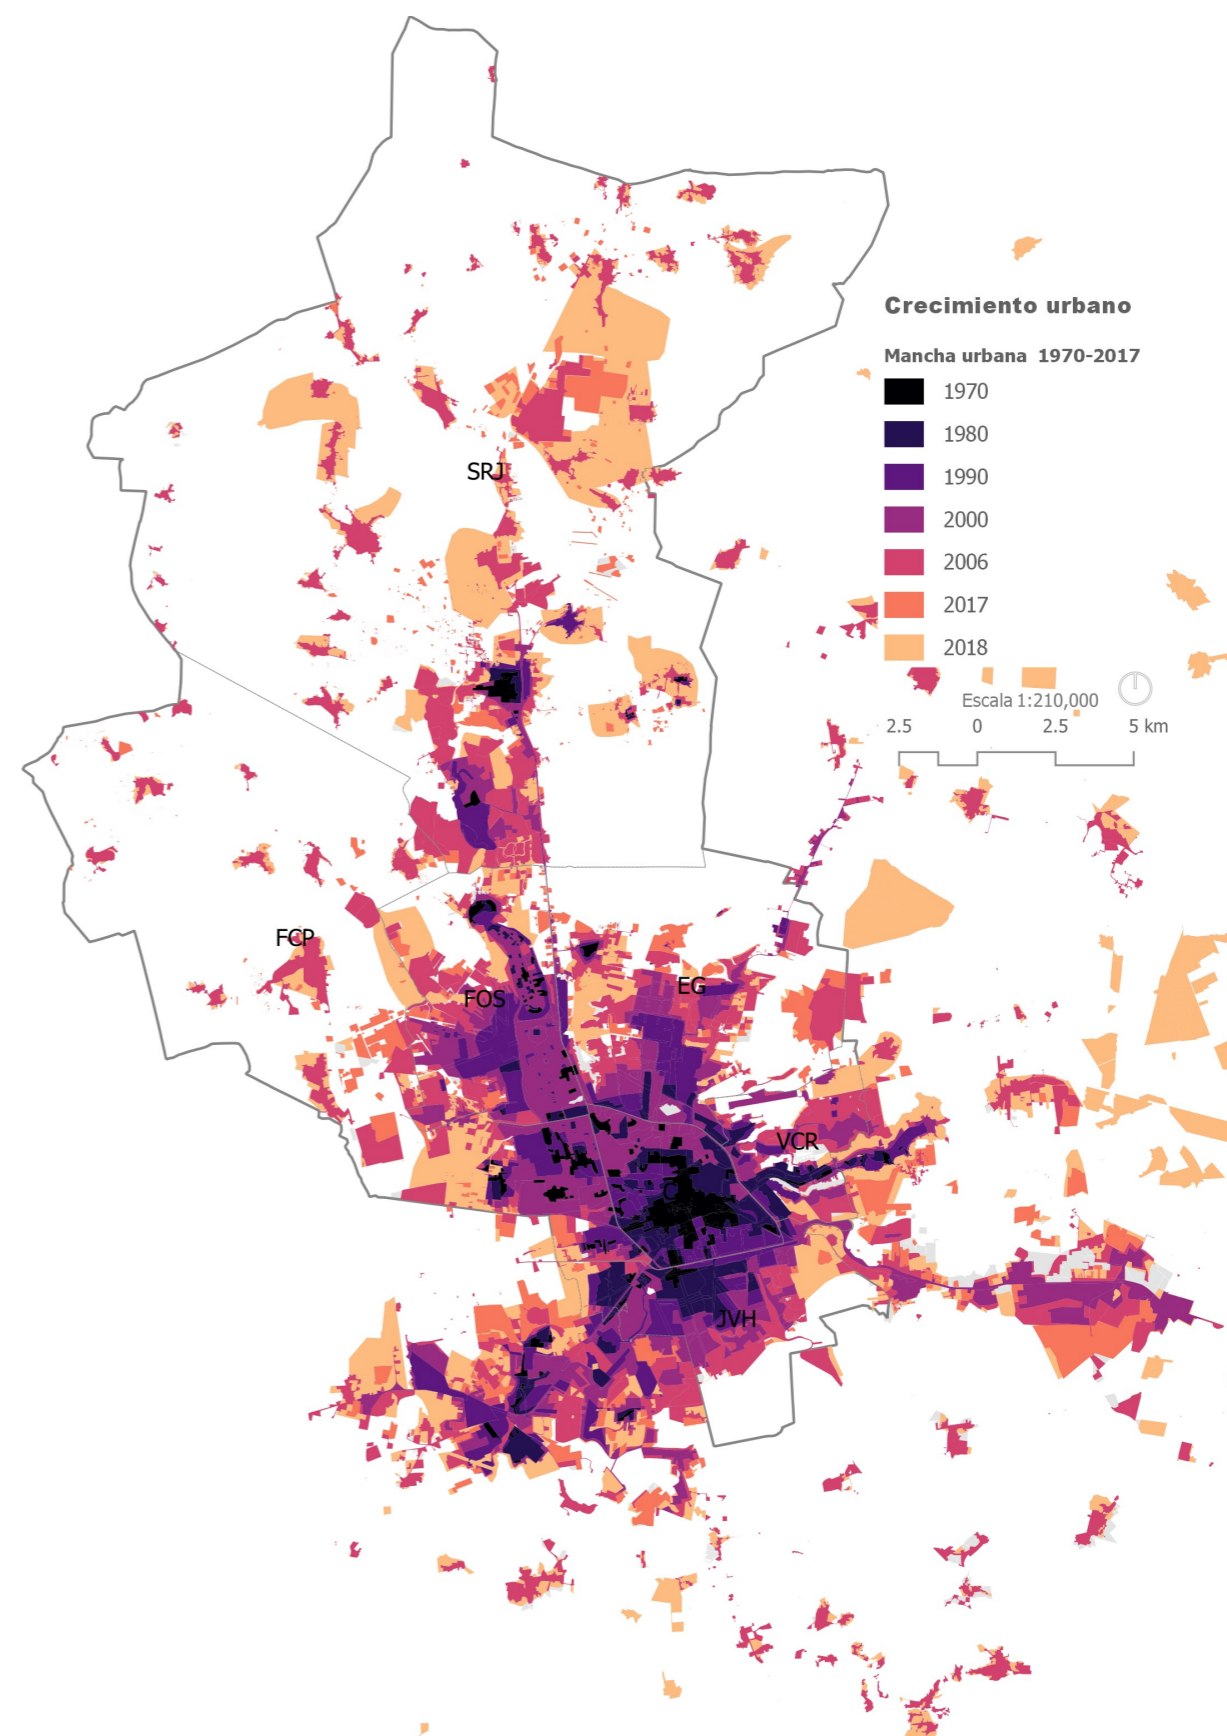 Crecimiento urbano
Mancha urbana 1970-2017
1970
1980
1990
2000
2006
2017
2018
Escala 1:210,000
2.5 0 2.5 5 km
SRJ
FCP
FOS
EG
VCR
JVH